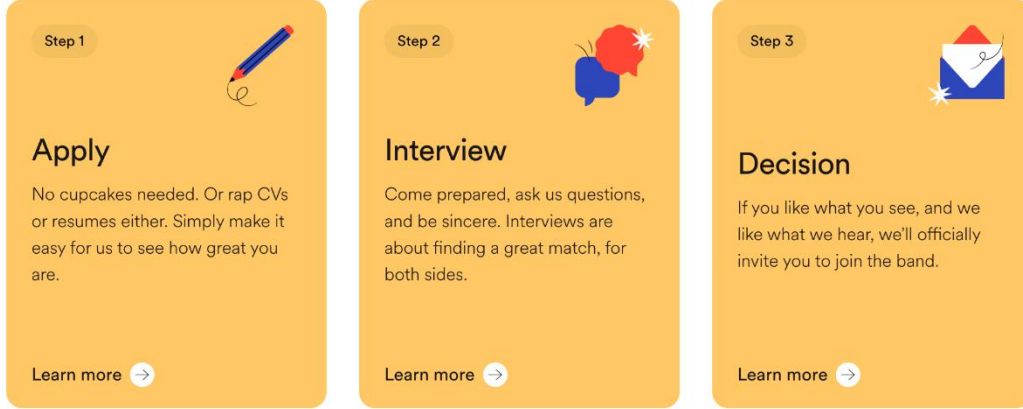 Step 1
Apply
No cupcakes needed. Or rap CVs
or resumes either. Simply make it
easy for us to see how great you
are.
Learn more
Step 2
Interview
Come prepared, ask us questions,
and be sincere. Interviews are
about finding a great match, for
both sides.
Learn more
Step 3
Decision
If you like what you see, and we
like what we hear, we’ll officially
invite you to join the band.
Learn more